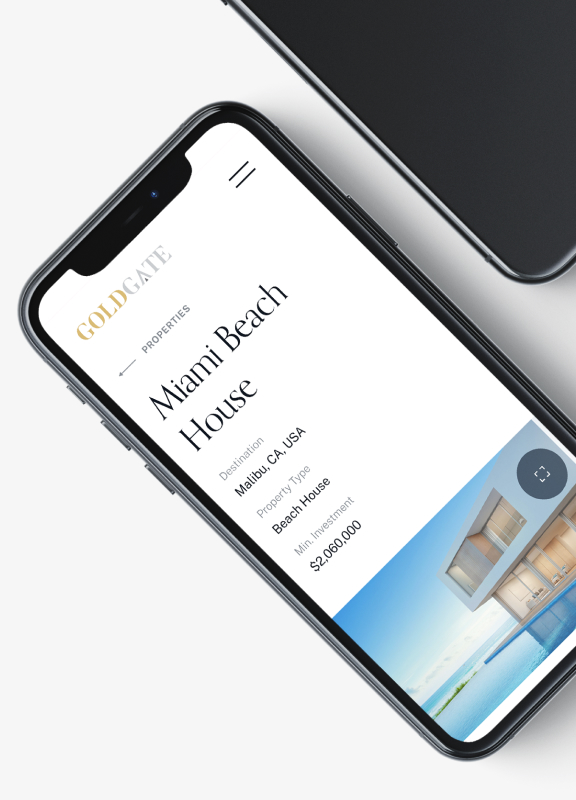 GOLDGATE
PROPERTIES
Miami Beach
House
Destination
Malibu, CA, USA
Property Type
Beach House
Min. Investment
$2,060,000